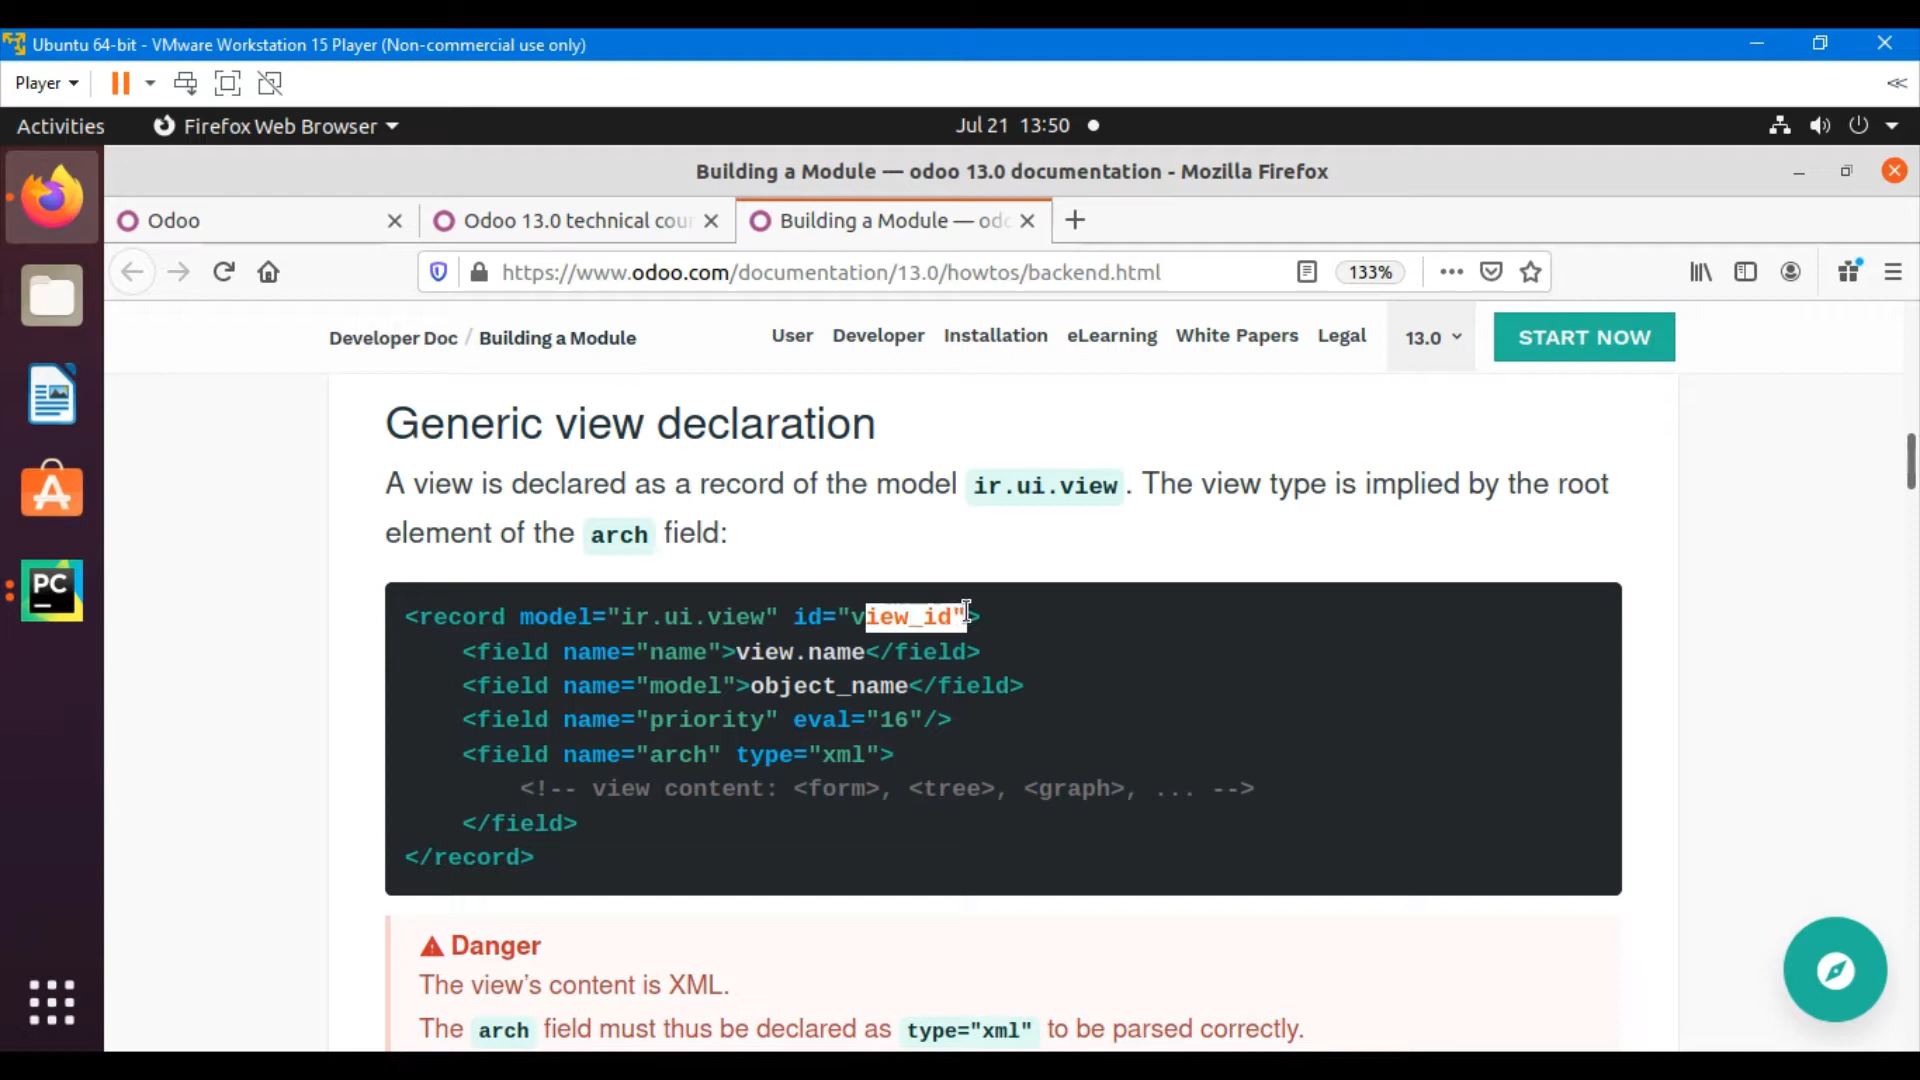 Ubuntu 64-bit - VMware Workstation 15 Player (Non-commercial use only)
Player
Activities
Firefox Web Browser
Jul 21 13:50
Building a Module — odoo 13.0 documentation - Mozilla Firefox
Odoo
Odoo 13.0 technical cou
Building a Module — odo
https://www.odoo.com/documentation/13.0/howtos/backend.html
133%
Developer Doc / Building a Module
User
Developer
Installation
eLearning
White Papers
Legal
13.0
START NOW
Generic view declaration
A view is declared as a record of the model ir.ui.view. The view type is implied by the root
element of the arch field:
<record model="ir.ui.view" id="view_id">
    <field name="name">view.name</field>
    <field name="model">object_name</field>
    <field name="priority" eval="16"/>
    <field name="arch" type="xml">
        <!-- view content: <form>, <tree>, <graph>, ... -->
    </field>
</record>
Danger
The view's content is XML.
The arch field must thus be declared as type="xml" to be parsed correctly.
PC